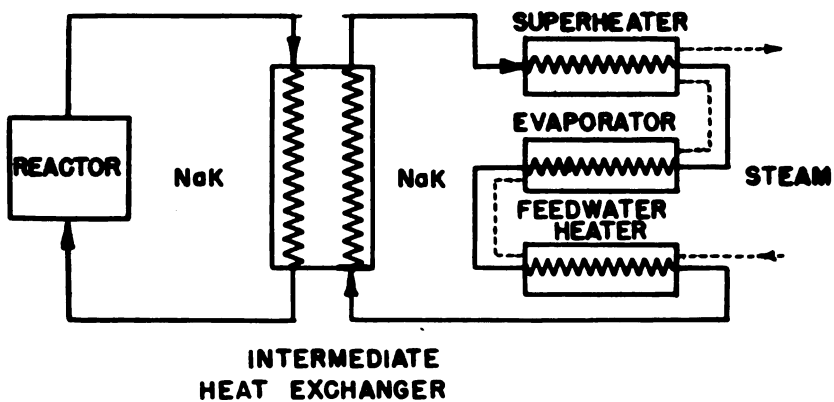 SUPERHEATER
EVAPORATOR
REACTOR
NaK
NaK
STEAM
FEEDWATER
HEATER
INTERMEDIATE
HEAT EXCHANGER